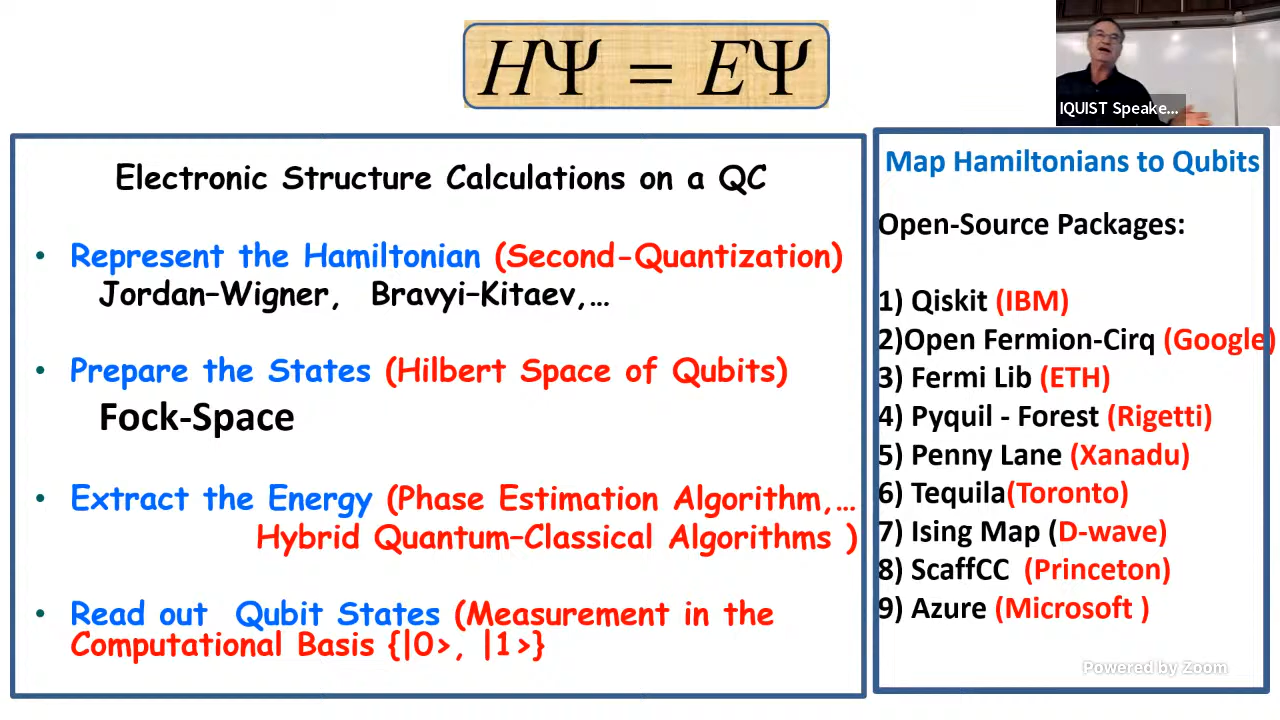 HΨ = EΨ
IQUIST Speake...
Electronic Structure Calculations on a QC
• Represent the Hamiltonian (Second-Quantization)
Jordan–Wigner, Bravyi–Kitaev,…
• Prepare the States (Hilbert Space of Qubits)
Fock-Space
• Extract the Energy (Phase Estimation Algorithm,…
Hybrid Quantum–Classical Algorithms )
• Read out Qubit States (Measurement in the
Computational Basis {|0>, |1>}
Map Hamiltonians to Qubits
Open-Source Packages:
1) Qiskit (IBM)
2)Open Fermion-Cirq (Google)
3) Fermi Lib (ETH)
4) Pyquil - Forest (Rigetti)
5) Penny Lane (Xanadu)
6) Tequila(Toronto)
7) Ising Map (D-wave)
8) ScaffCC (Princeton)
9) Azure (Microsoft )
Powered by Zoom